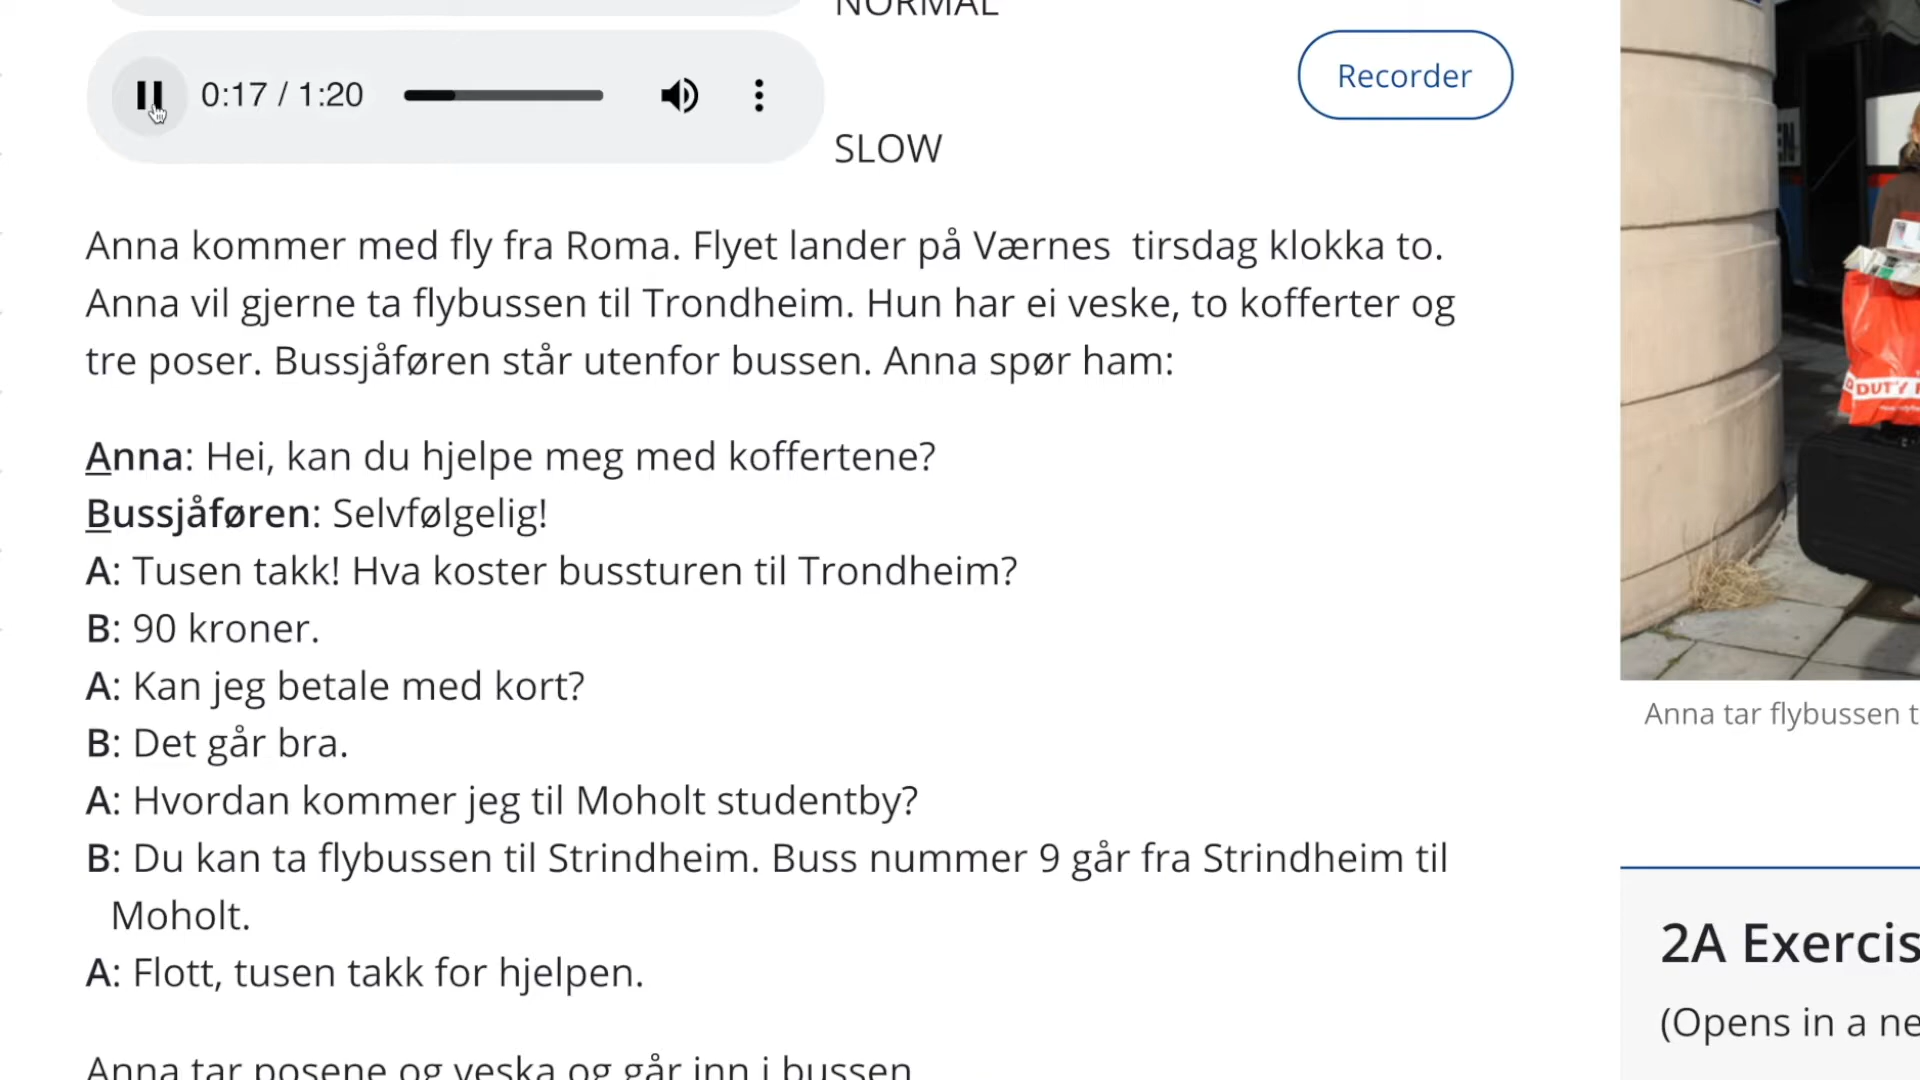 NORMAL
0:17 / 1:20
Recorder
SLOW
Anna kommer med fly fra Roma. Flyet lander på Værnes  tirsdag klokka to.
Anna vil gjerne ta flybussen til Trondheim. Hun har ei veske, to kofferter og
tre poser. Bussjåføren står utenfor bussen. Anna spør ham:
Anna: Hei, kan du hjelpe meg med koffertene?
Bussjåføren: Selvfølgelig!
A: Tusen takk! Hva koster bussturen til Trondheim?
B: 90 kroner.
A: Kan jeg betale med kort?
B: Det går bra.
A: Hvordan kommer jeg til Moholt studentby?
B: Du kan ta flybussen til Strindheim. Buss nummer 9 går fra Strindheim til
Moholt.
A: Flott, tusen takk for hjelpen.
Anna tar posene og veska og går inn i bussen
DUTY
Anna tar flybussen t
2A Exercis
(Opens in a ne